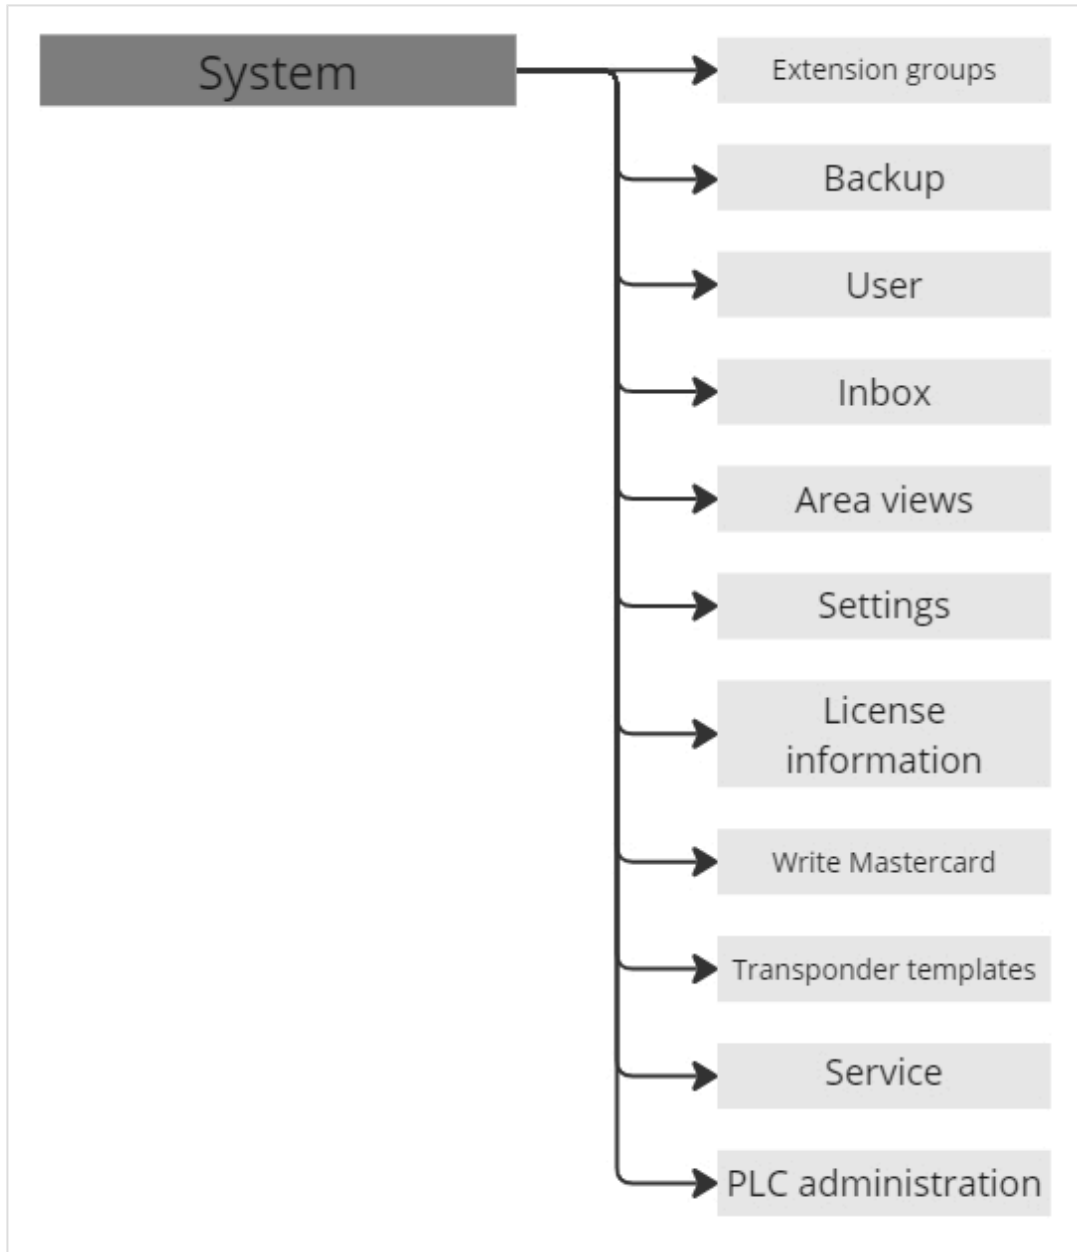 System
Extension groups
Backup
User
Inbox
Area views
Settings
License
information
Write Mastercard
Transponder templates
Service
PLC administration